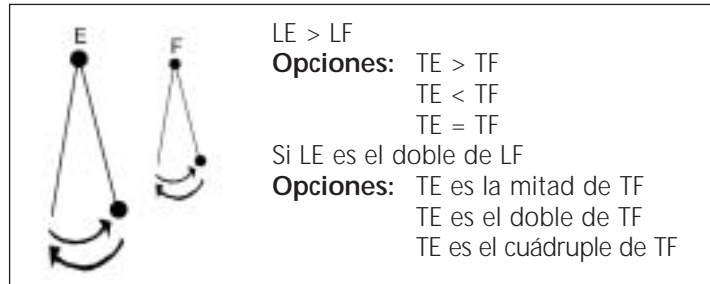 E
F
LE > LF
Opciones: TE > TF
TE < TF
TE = TF
Si LE es el doble de LF
Opciones: TE es la mitad de TF
TE es el doble de TF
TE es el cuádruple de TF